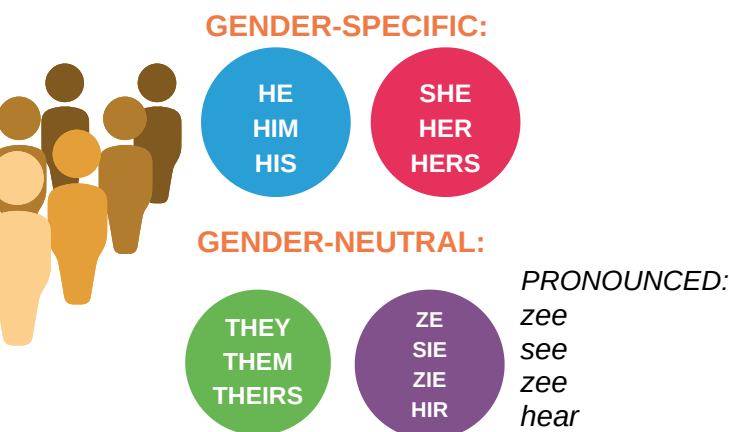 GENDER-SPECIFIC:
HE
HIM
HIS
SHE
HER
HERS
GENDER-NEUTRAL:
THEY
THEM
THEIRS
ZE
SIE
ZIE
HIR
PRONOUNCED:
zee
see
zee
hear